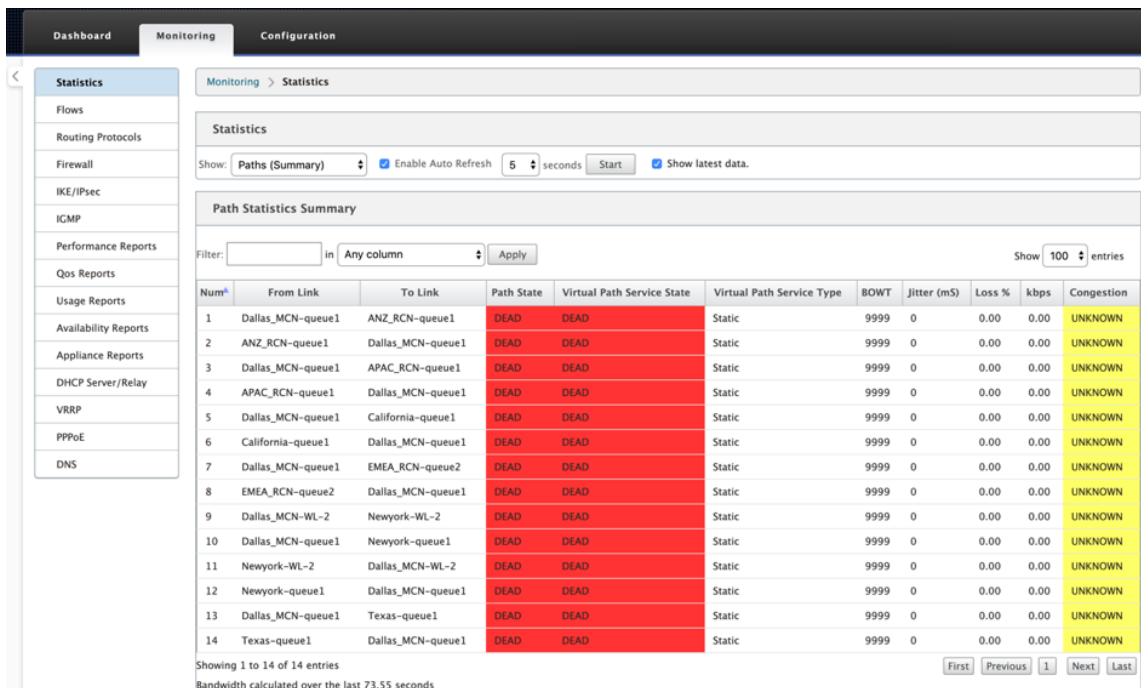 Dashboard Monitoring Configuration
Statistics
Flows
Routing Protocols
Firewall
IKE/IPsec
IGMP
Performance Reports
Qos Reports
Usage Reports
Availability Reports
Appliance Reports
DHCP Server/Relay
VRRP
PPPoE
DNS
Monitoring > Statistics
Statistics
Show: Paths (Summary) Enable Auto Refresh 5 seconds Start Show latest data.
Path Statistics Summary
Filter: in Any column Apply Show 100 entries
Num From Link To Link Path State Virtual Path Service State Virtual Path Service Type BOWT Jitter (mS) Loss % kbps Congestion
1 Dallas_MCN-queue1 ANZ_RCN-queue1 DEAD DEAD Static 9999 0 0.00 0.00 UNKNOWN
2 ANZ_RCN-queue1 Dallas_MCN-queue1 DEAD DEAD Static 9999 0 0.00 0.00 UNKNOWN
3 Dallas_MCN-queue1 APAC_RCN-queue1 DEAD DEAD Static 9999 0 0.00 0.00 UNKNOWN
4 APAC_RCN-queue1 Dallas_MCN-queue1 DEAD DEAD Static 9999 0 0.00 0.00 UNKNOWN
5 Dallas_MCN-queue1 California-queue1 DEAD DEAD Static 9999 0 0.00 0.00 UNKNOWN
6 California-queue1 Dallas_MCN-queue1 DEAD DEAD Static 9999 0 0.00 0.00 UNKNOWN
7 Dallas_MCN-queue1 EMEA_RCN-queue2 DEAD DEAD Static 9999 0 0.00 0.00 UNKNOWN
8 EMEA_RCN-queue2 Dallas_MCN-queue1 DEAD DEAD Static 9999 0 0.00 0.00 UNKNOWN
9 Dallas_MCN-WL-2 Newyork-WL-2 DEAD DEAD Static 9999 0 0.00 0.00 UNKNOWN
10 Dallas_MCN-queue1 Newyork-queue1 DEAD DEAD Static 9999 0 0.00 0.00 UNKNOWN
11 Newyork-WL-2 Dallas_MCN-WL-2 DEAD DEAD Static 9999 0 0.00 0.00 UNKNOWN
12 Newyork-queue1 Dallas_MCN-queue1 DEAD DEAD Static 9999 0 0.00 0.00 UNKNOWN
13 Dallas_MCN-queue1 Texas-queue1 DEAD DEAD Static 9999 0 0.00 0.00 UNKNOWN
14 Texas-queue1 Dallas_MCN-queue1 DEAD DEAD Static 9999 0 0.00 0.00 UNKNOWN
Showing 1 to 14 of 14 entries First Previous 1 Next Last
Bandwidth calculated over the last 73.55 seconds